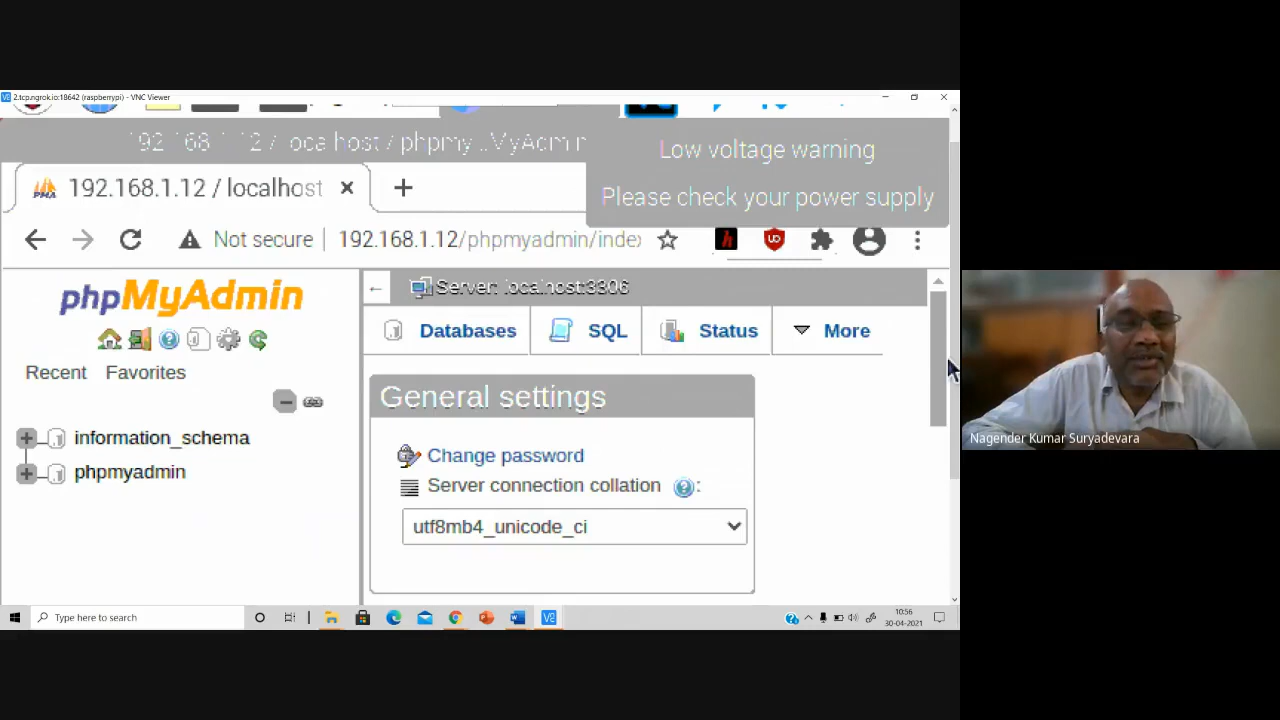 2.tcp.ngrok.io:18642 (raspberrypi) - VNC Viewer
Low voltage warning
Please check your power supply
PMA 192.168.1.12 / localhost
Not secure 192.168.1.12/phpmyadmin/index
phpMyAdmin
Recent Favorites
information_schema
phpmyadmin
Server: localhost:3306
Databases SQL Status More
General settings
Change password
Server connection collation :
utf8mb4_unicode_ci
Nagender Kumar Suryadevara
Type here to search
10:56
30-04-2021